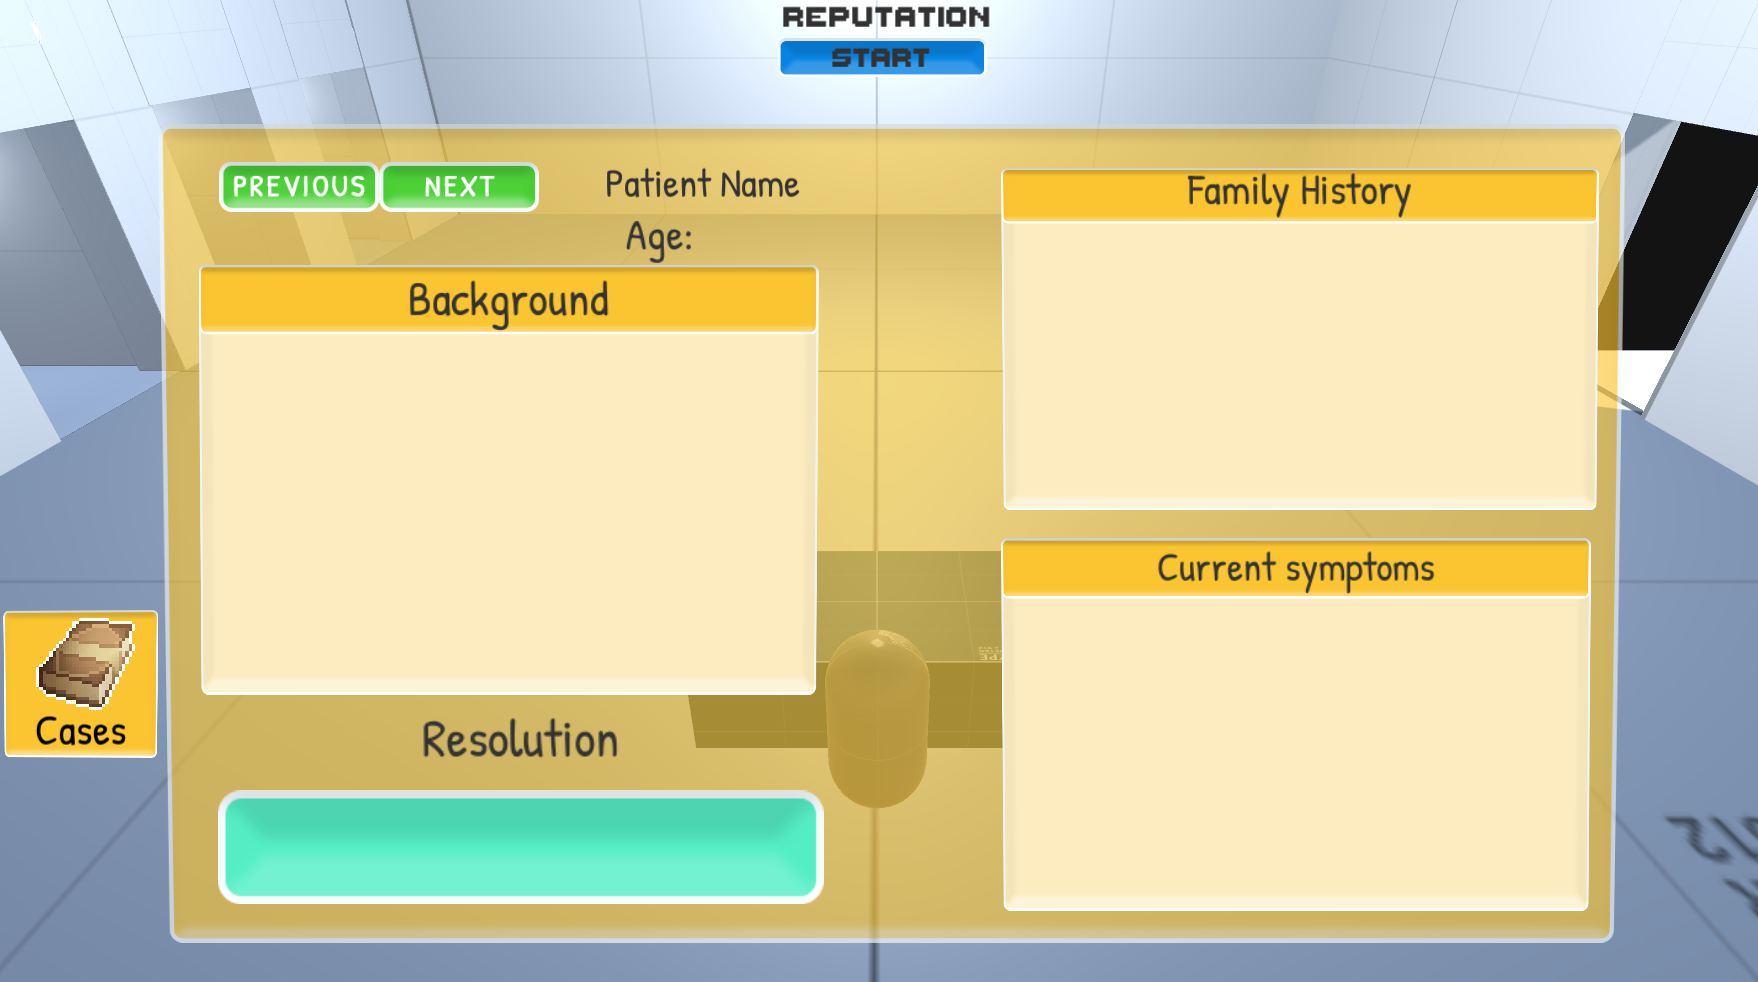 REPUTATION
START
PREVIOUS
NEXT
Patient Name
Age:
Background
Resolution
Family History
Current symptoms
Cases